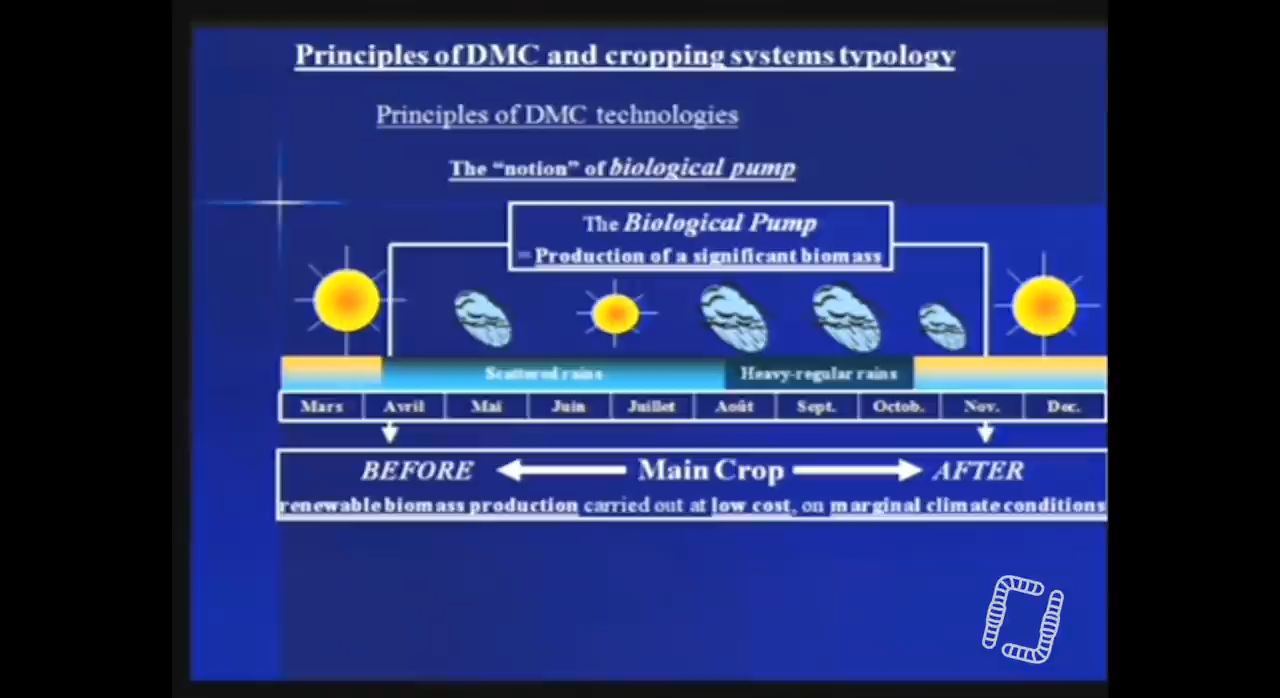 Principles of DMC and cropping systems typology
Principles of DMC technologies
The “notion” of biological pump
The Biological Pump
= Production of a significant biomass
Scattered rains Heavy-regular rains
Mars Avril Mai Juin Juillet Août Sept. Octob. Nov. Dec.
BEFORE Main Crop AFTER
renewable biomass production carried out at low cost, on marginal climate conditions